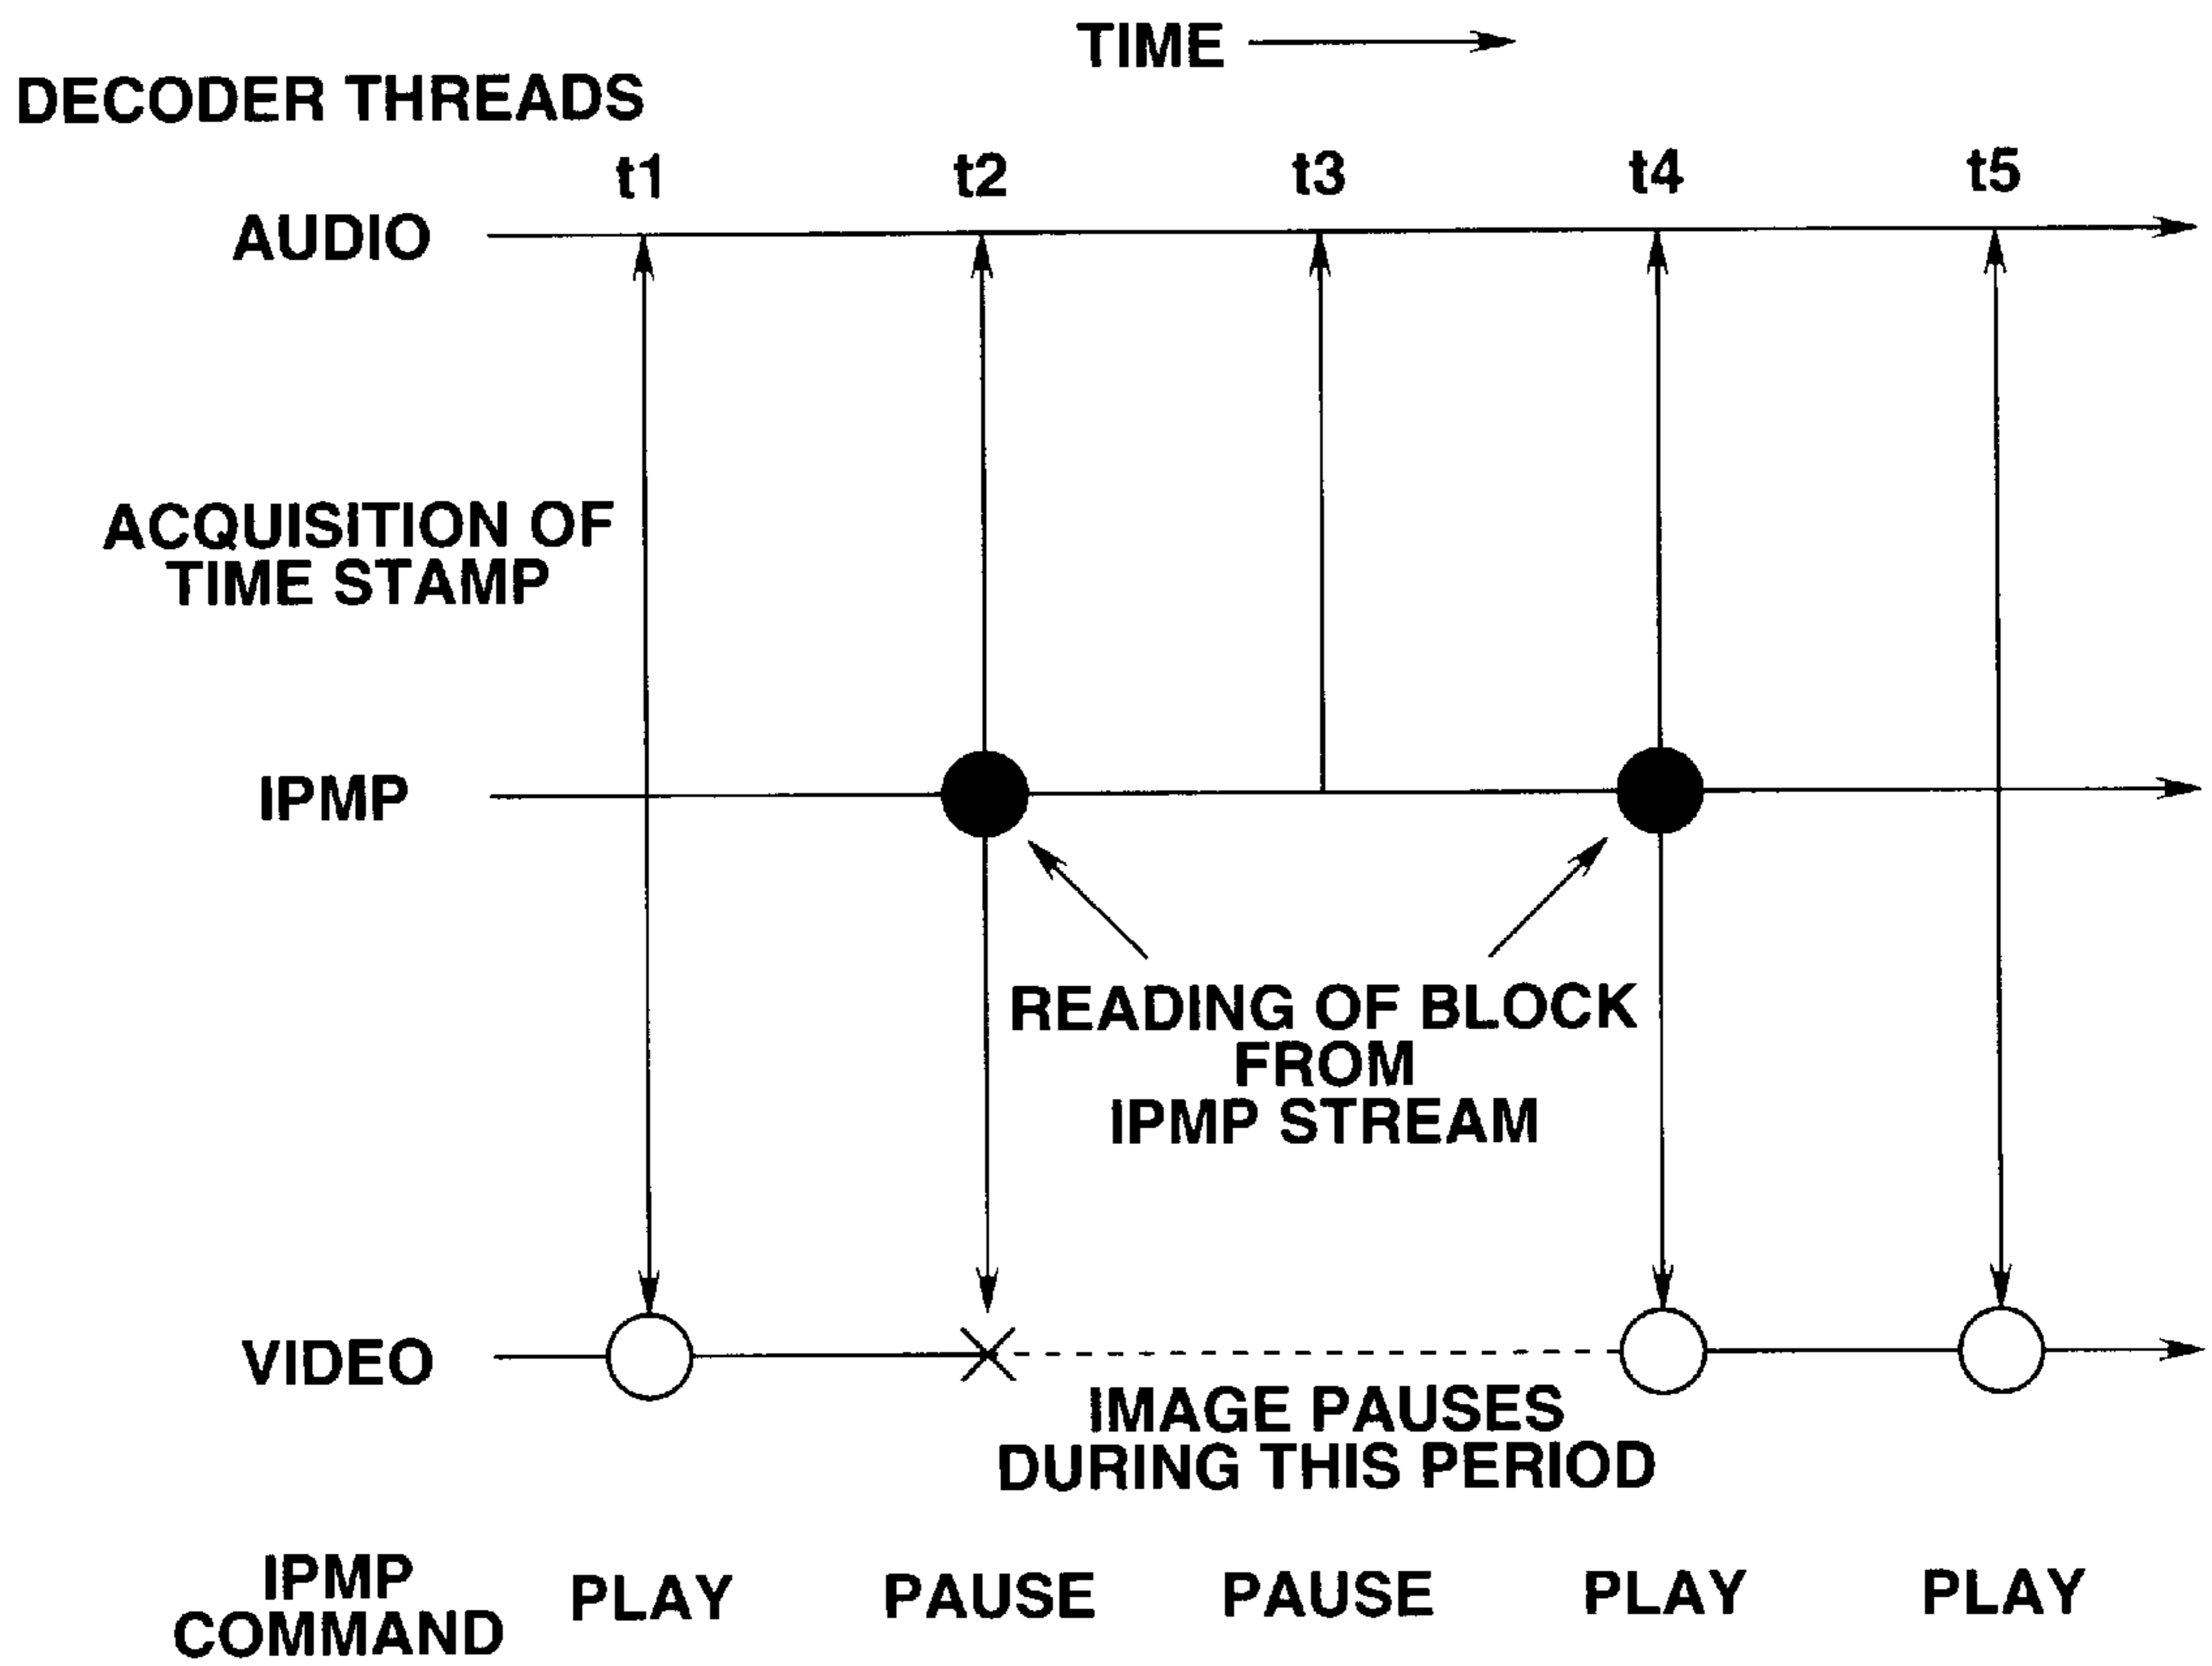 TIME
DECODER THREADS
t1 t2 t3 t4 t5
AUDIO
ACQUISITION OF
TIME STAMP
IPMP
READING OF BLOCK
FROM
IPMP STREAM
VIDEO
IMAGE PAUSES
DURING THIS PERIOD
IPMP
COMMAND
PLAY PAUSE PAUSE PLAY PLAY